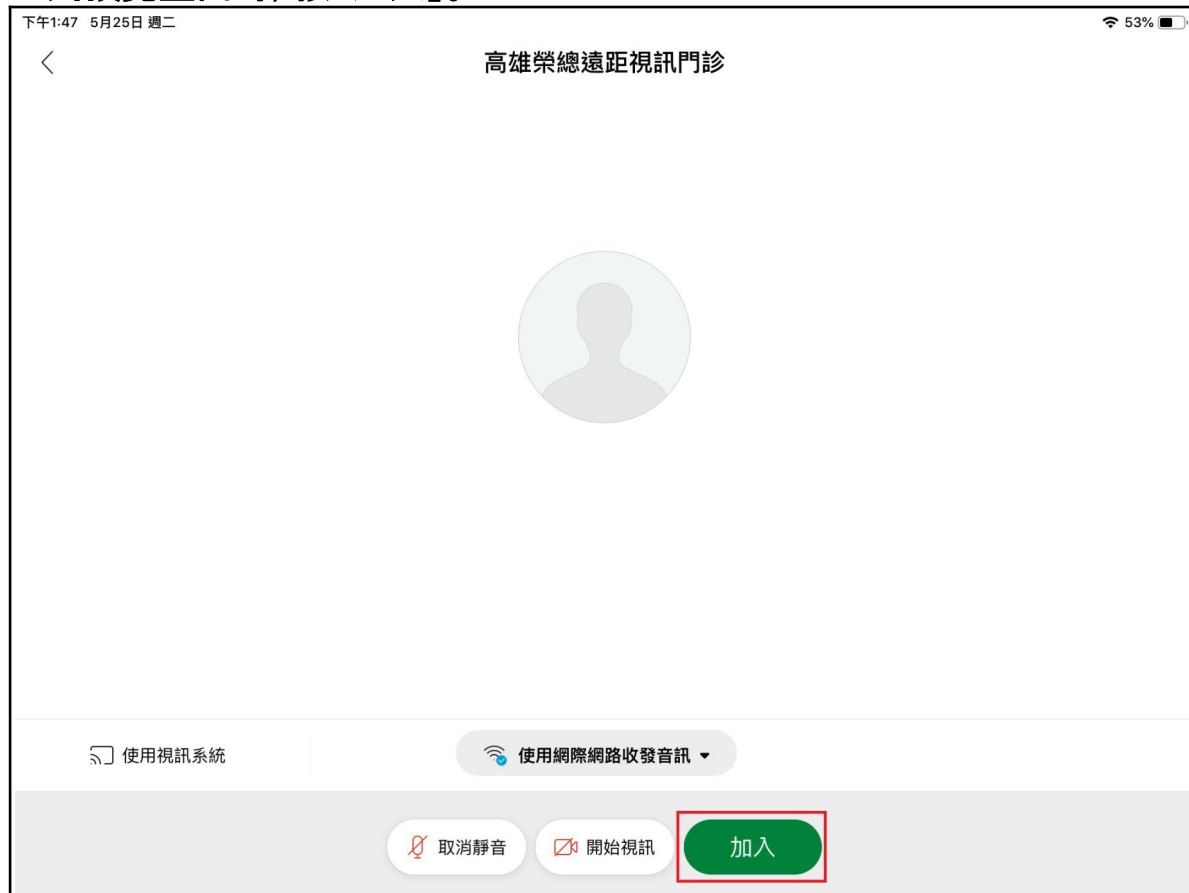 下午1:47 5月25日 週二
53%
高雄榮總遠距視訊門診
使用視訊系統
使用網際網路收發音訊
取消靜音
開始視訊
加入